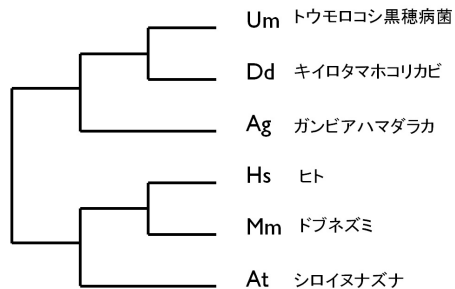 Um トウモロコシ黒穂病菌
Dd キイロタマホコリカビ
Ag ガンビアハマダラカ
Hs ヒト
Mm ドブネズミ
At シロイヌナズナ